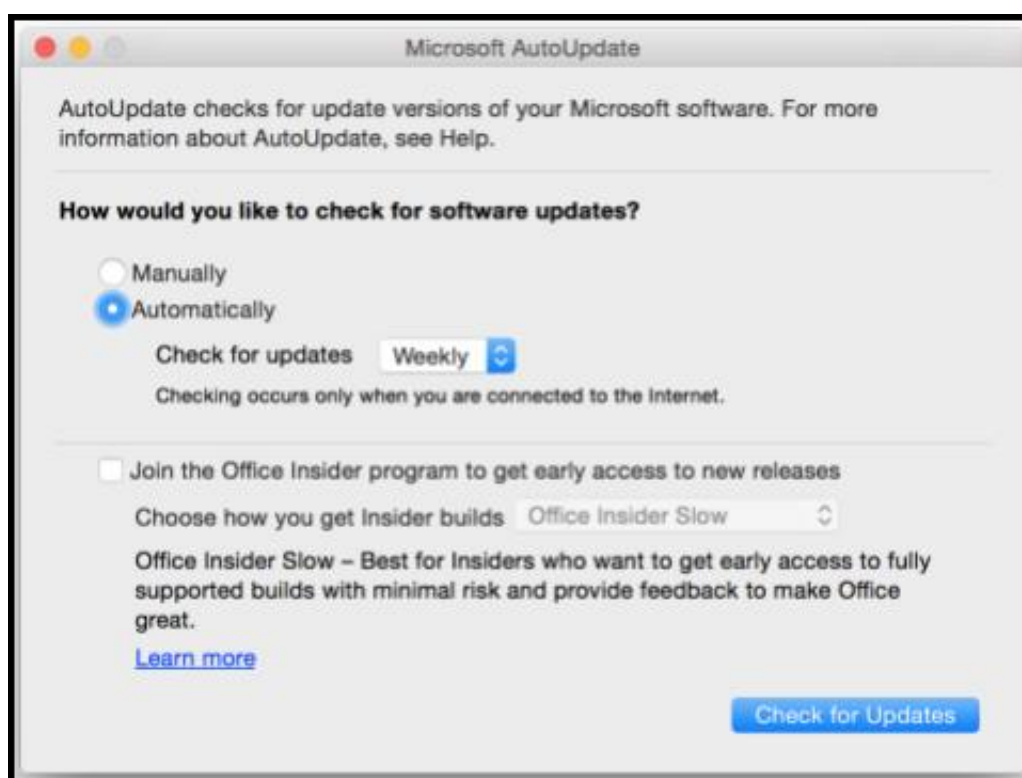 Microsoft AutoUpdate
AutoUpdate checks for update versions of your Microsoft software. For more
information about AutoUpdate, see Help.
How would you like to check for software updates?
Manually
Automatically
Check for updates Weekly
Checking occurs only when you are connected to the Internet.
Join the Office Insider program to get early access to new releases
Choose how you get Insider builds Office Insider Slow
Office Insider Slow – Best for Insiders who want to get early access to fully
supported builds with minimal risk and provide feedback to make Office
great.
Learn more
Check for Updates